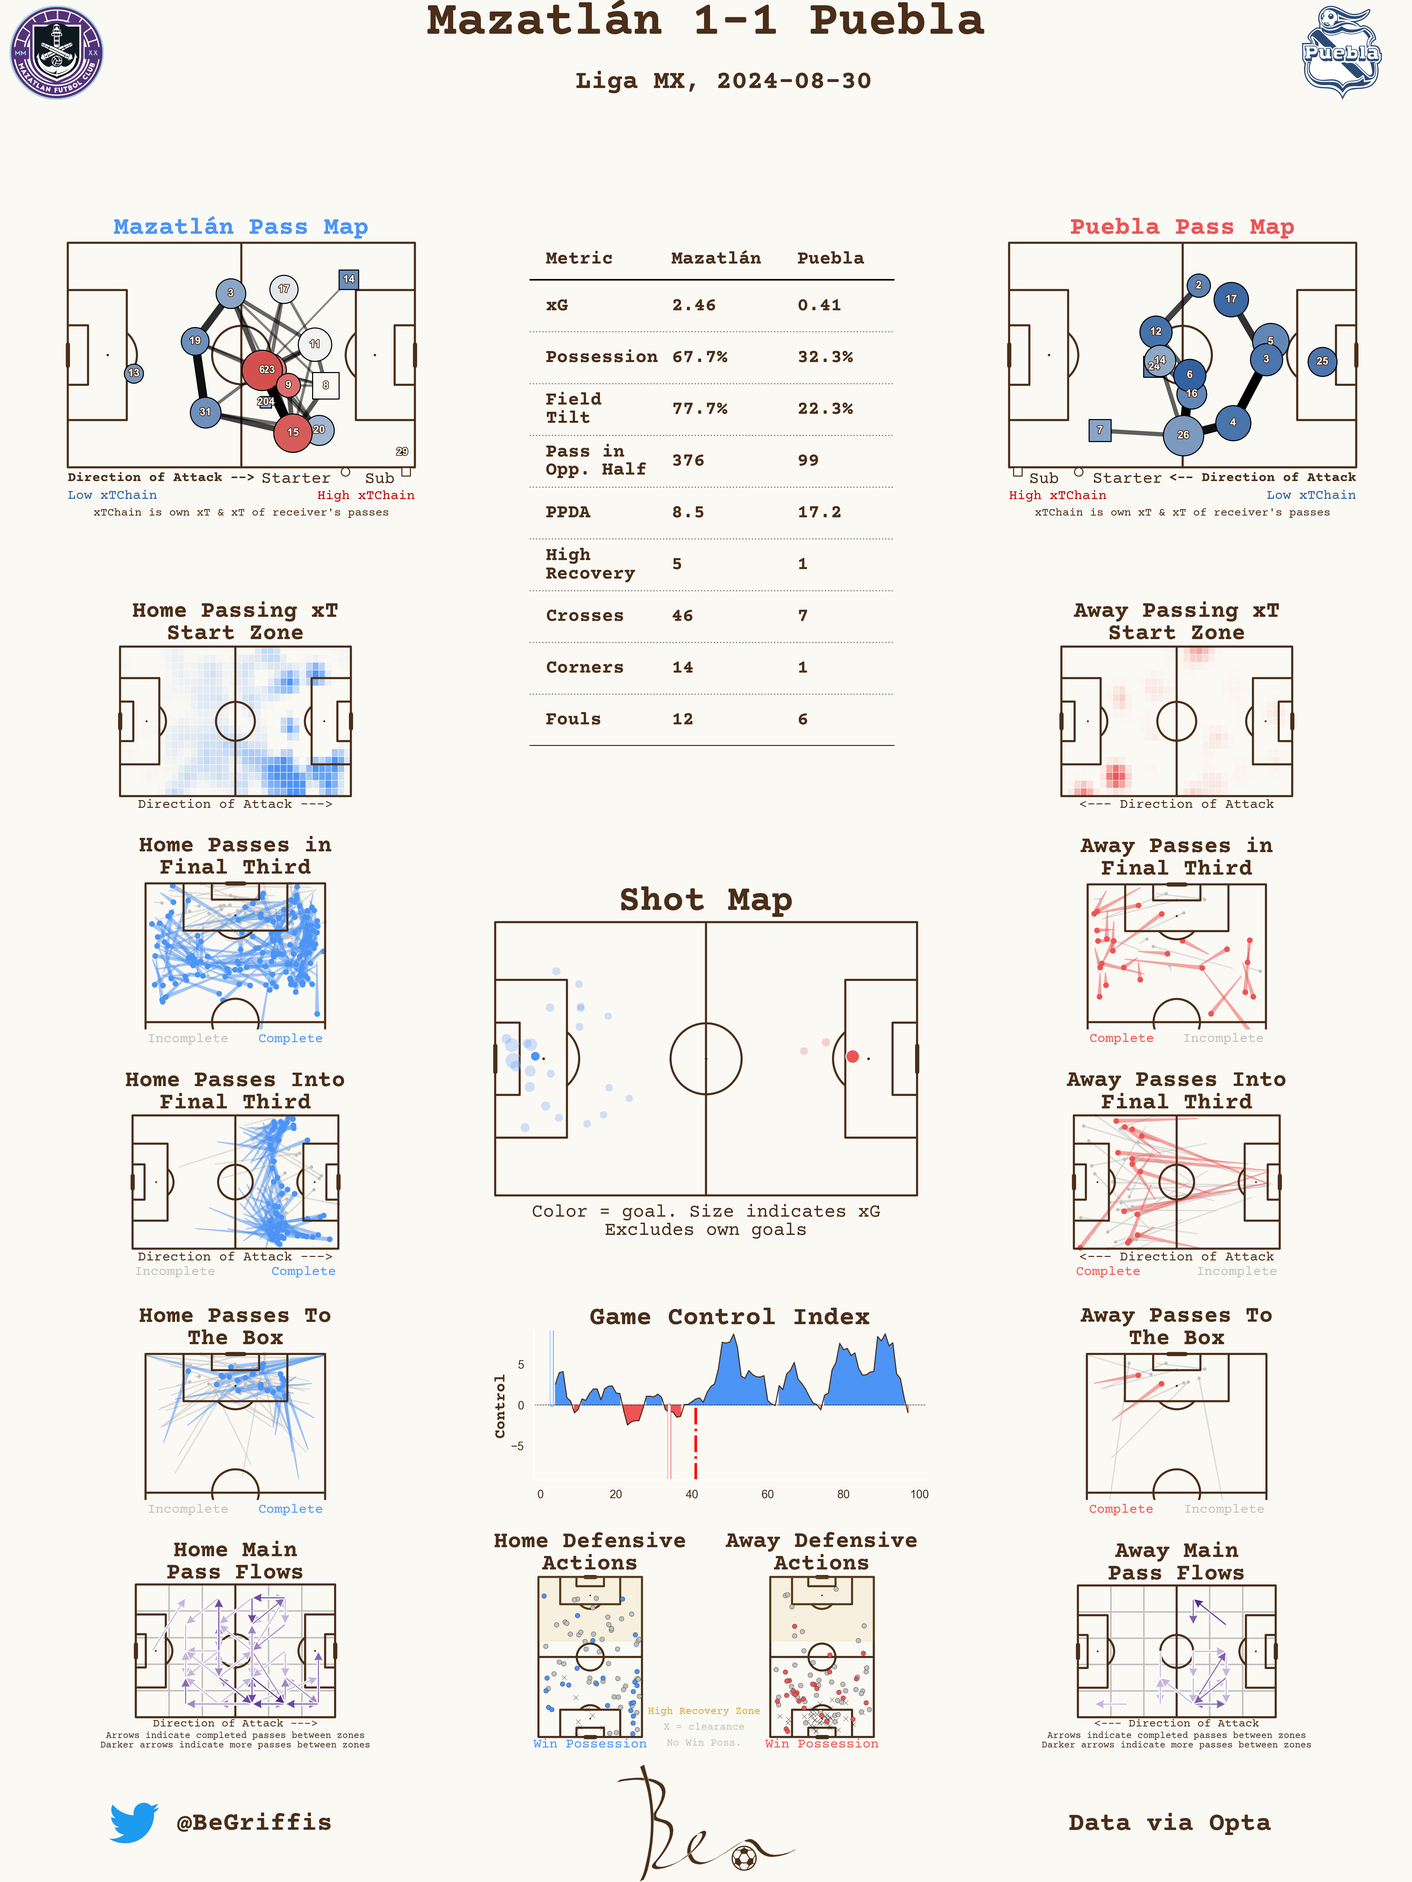 Mazatlán 1-1 Puebla
Liga MX, 2024-08-30
MM XX
MAZATLAN FUTBOL CLUB
Puebla
Mazatlán Pass Map
3
17
14
19
11
13
623
9
8
204
31
15
20
29
Direction of Attack --> Starter Sub
Low xTChain High xTChain
xTChain is own xT & xT of receiver's passes
Metric Mazatlán Puebla
xG 2.46 0.41
Possession 67.7% 32.3%
Field
Tilt 77.7% 22.3%
Pass in
Opp. Half 376 99
PPDA 8.5 17.2
High
Recovery 5 1
Crosses 46 7
Corners 14 1
Fouls 12 6
Puebla Pass Map
2
17
12
5
14
24
3
25
6
16
4
7
26
Sub Starter <-- Direction of Attack
High xTChain Low xTChain
xTChain is own xT & xT of receiver's passes
Home Passing xT
Start Zone
Direction of Attack --->
Away Passing xT
Start Zone
<--- Direction of Attack
Home Passes in
Final Third
Incomplete Complete
Away Passes in
Final Third
Complete Incomplete
Shot Map
Color = goal. Size indicates xG
Excludes own goals
Home Passes Into
Final Third
Direction of Attack --->
Incomplete Complete
Away Passes Into
Final Third
<--- Direction of Attack
Complete Incomplete
Home Passes To
The Box
Incomplete Complete
Game Control Index
Control
5
0
−5
0 20 40 60 80 100
Away Passes To
The Box
Complete Incomplete
Home Main
Pass Flows
Direction of Attack --->
Arrows indicate completed passes between zones
Darker arrows indicate more passes between zones
Home Defensive
Actions
Win Possession
High Recovery Zone
X = clearance
No Win Poss.
Away Defensive
Actions
Win Possession
Away Main
Pass Flows
<--- Direction of Attack
Arrows indicate completed passes between zones
Darker arrows indicate more passes between zones
@BeGriffis
Ben
Data via Opta